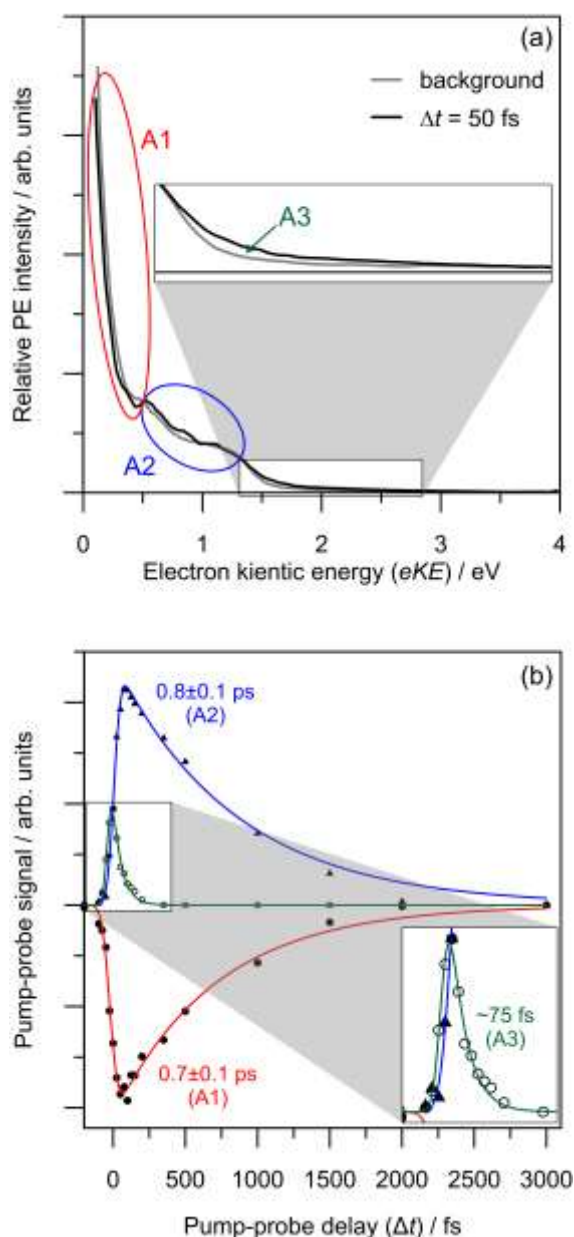 (a)
Relative PE intensity / arb. units
background
Δt = 50 fs
A1
A3
A2
0
1
2
3
4
Electron kientic energy (eKE) / eV
(b)
Pump-probe signal / arb. units
0.8±0.1 ps
(A2)
~75 fs
(A3)
0.7±0.1 ps
(A1)
0 500 1000 1500 2000 2500 3000
Pump-probe delay (Δt) / fs